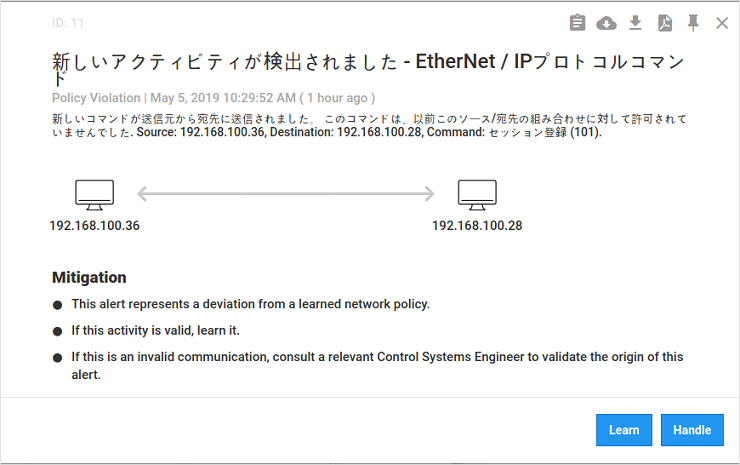 ID: 11
新しいアクティビティが検出されました - EtherNet / IPプロトコルコマン
ド
Policy Violation | May 5, 2019 10:29:52 AM ( 1 hour ago )
新しいコマンドが送信元から宛先に送信されました。 このコマンドは、以前このソース/宛先の組み合わせに対して許可されて
いませんでした. Source: 192.168.100.36, Destination: 192.168.100.28, Command: セッション登録 (101).
192.168.100.36
192.168.100.28
Mitigation
● This alert represents a deviation from a learned network policy.
● If this activity is valid, learn it.
● If this is an invalid communication, consult a relevant Control Systems Engineer to validate the origin of this
alert.
Learn
Handle